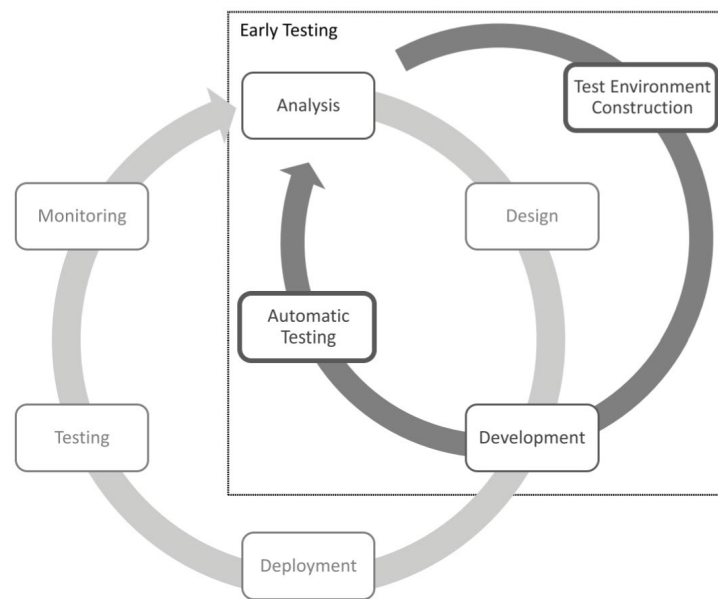 Early Testing
Analysis
Test Environment
Construction
Monitoring
Design
Automatic
Testing
Testing
Development
Deployment